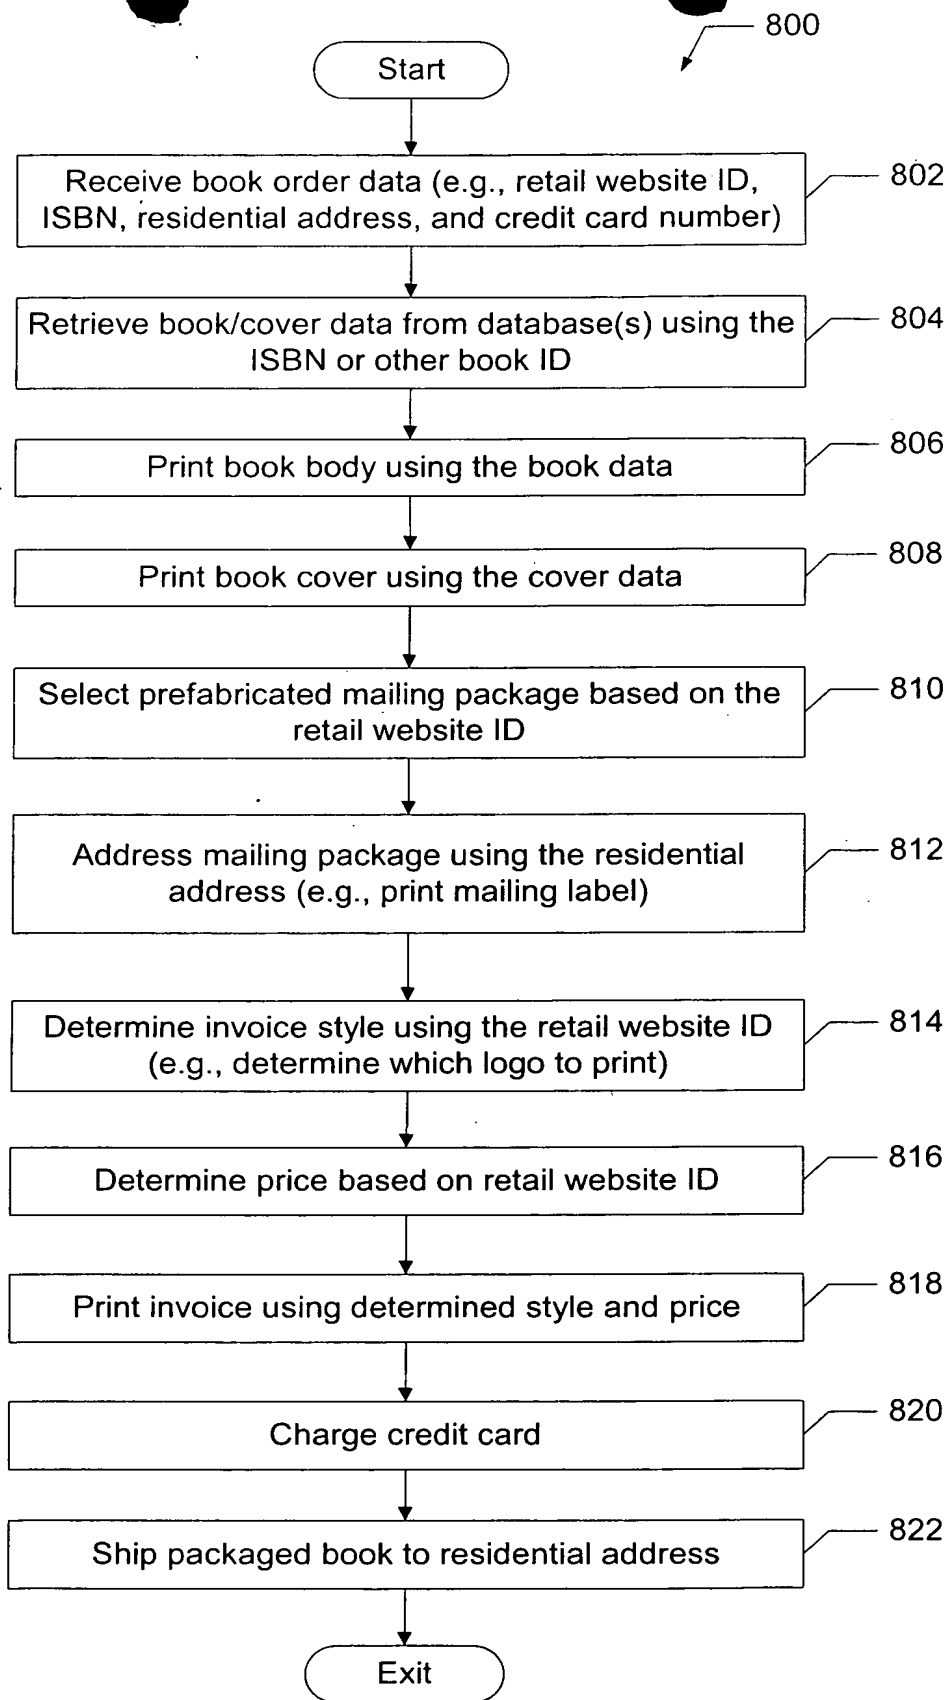 800
Start
Receive book order data (e.g., retail website ID,
ISBN, residential address, and credit card number)
802
Retrieve book/cover data from database(s) using the
ISBN or other book ID
804
Print book body using the book data
806
Print book cover using the cover data
808
Select prefabricated mailing package based on the
retail website ID
810
Address mailing package using the residential
address (e.g., print mailing label)
812
Determine invoice style using the retail website ID
(e.g., determine which logo to print)
814
Determine price based on retail website ID
816
Print invoice using determined style and price
818
Charge credit card
820
Ship packaged book to residential address
822
Exit